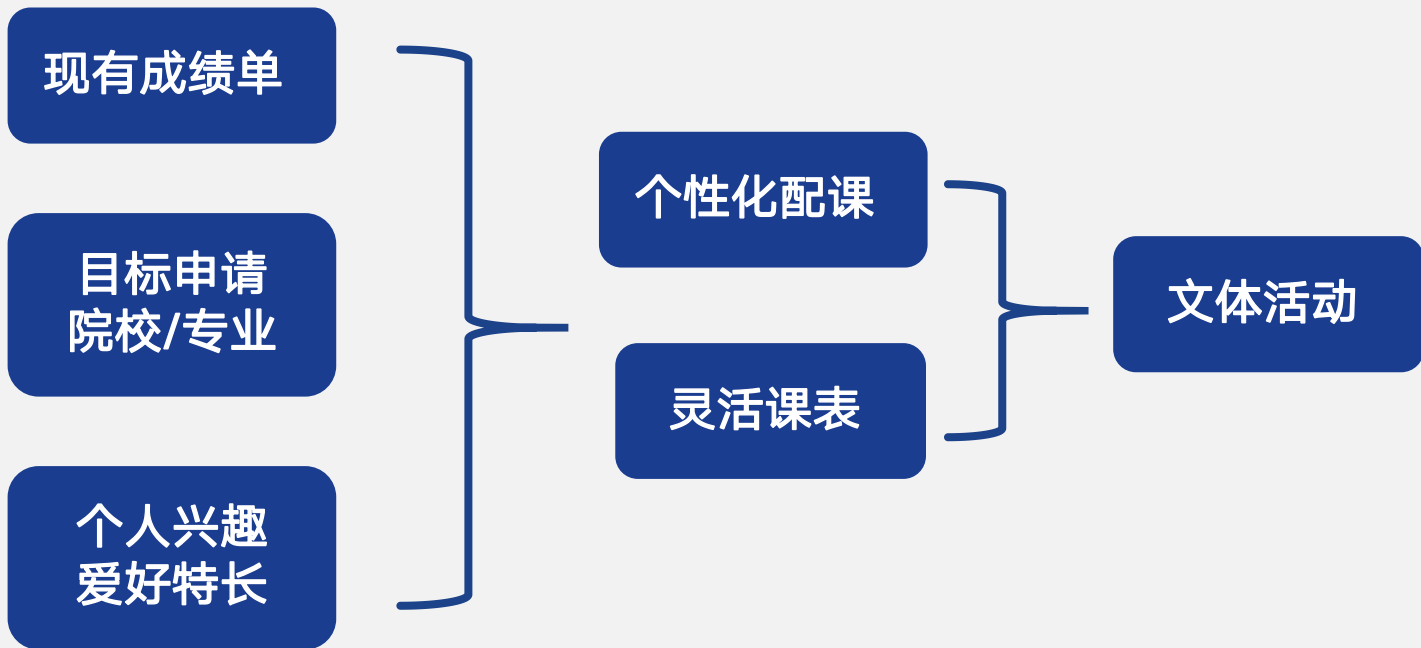 现有成绩单
目标申请
院校/专业
个人兴趣
爱好特长
个性化配课
灵活课表
文体活动